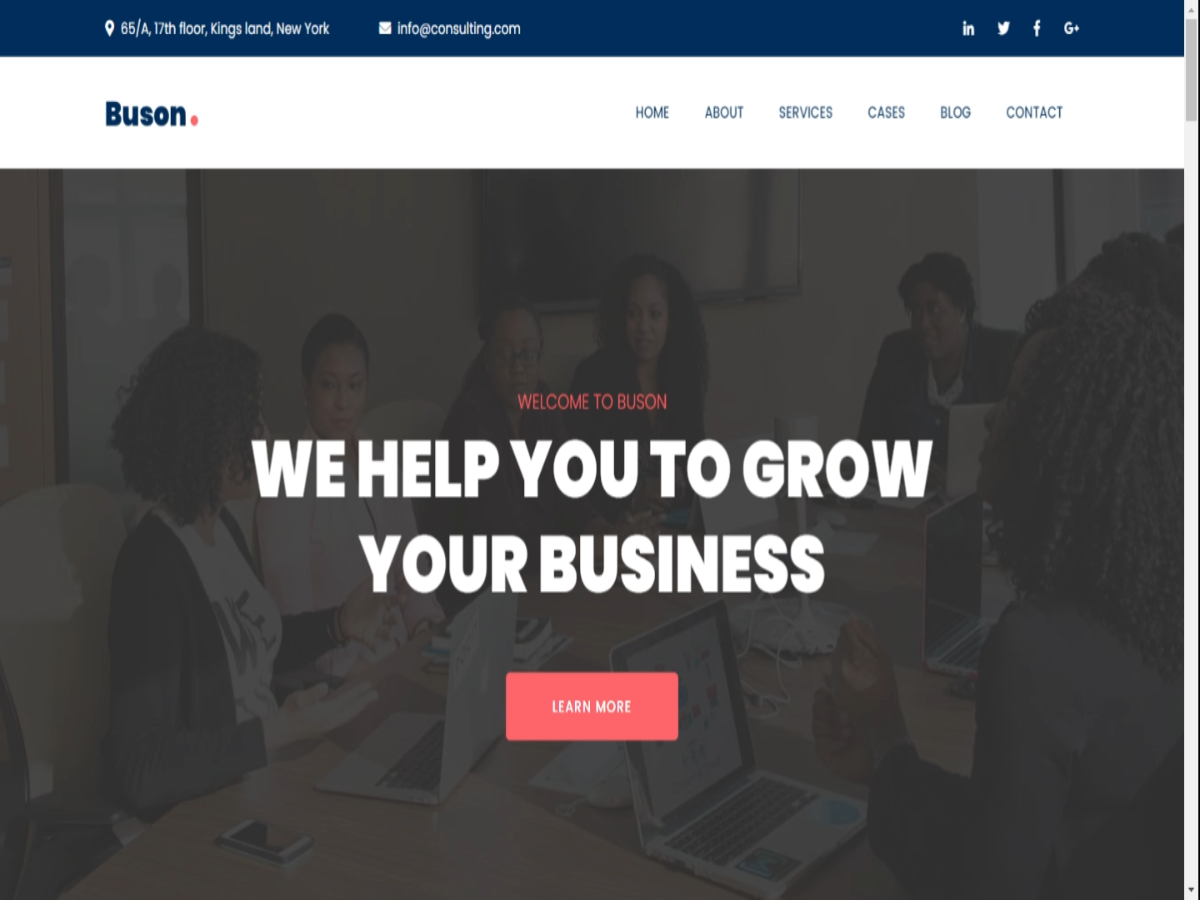 65/A, 17th floor, Kings land, New York info@consulting.com
Buson.
HOME ABOUT SERVICES CASES BLOG CONTACT
WELCOME TO BUSON
WE HELP YOU TO GROW
YOUR BUSINESS
LEARN MORE